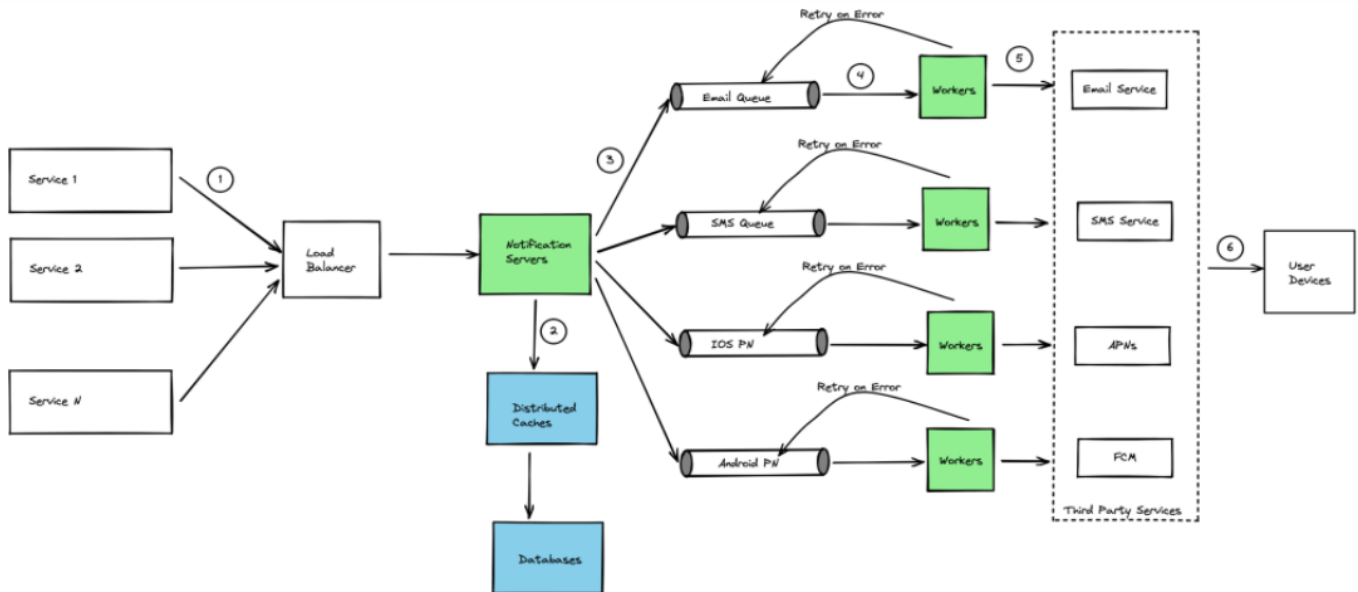 Retry on Error
Email Queue
4
Workers
5
Email Service
Service 1
1
3
Retry on Error
SMS Queue
Workers
SMS Service
Service 2
Load
Balancer
Notification
Servers
6
User
Devices
Retry on Error
IOS PN
Workers
APNs
2
Service N
Distributed
Caches
Retry on Error
Android PN
Workers
FCM
Third Party Services
Databases